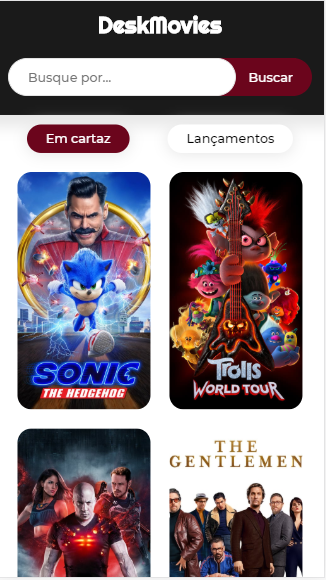 DeskMovies
Busque por...
Buscar
Em cartaz
Lançamentos
SONIC
THE HEDGEHOG
Trolls
WORLD TOUR
THE
GENTLEMEN